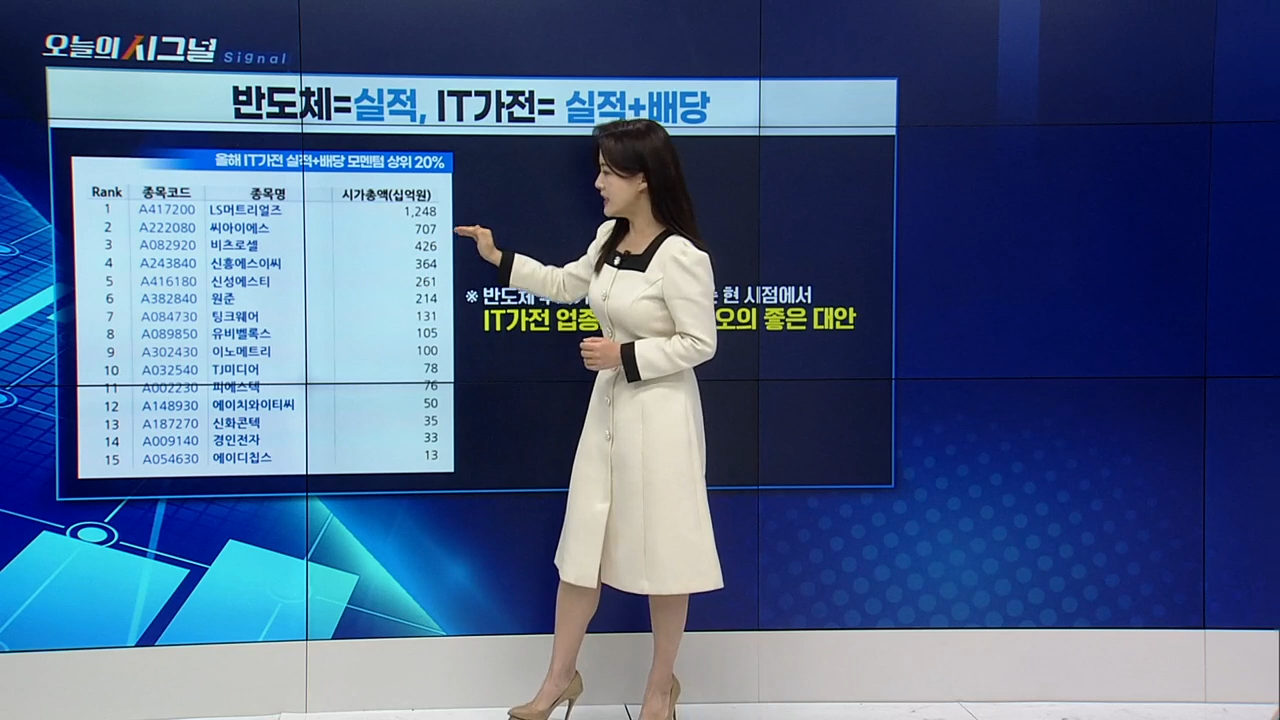 오늘의 시그널 Signal
반도체=실적, IT가전= 실적+배당
올해 IT가전 실적+배당 모멘텀 상위 20%
Rank 종목코드 종목명 시가총액(십억원)
1 A417200 LS머트리얼즈 1,248
2 A222080 씨아이에스 707
3 A082920 비츠로셀 426
4 A243840 신흥에스이씨 364
5 A416180 신성에스티 261
6 A382840 원준 214
7 A084730 팅크웨어 131
8 A089850 유비벨록스 105
9 A302430 이노메트리 100
10 A032540 TJ미디어 78
11 A002230 피에스텍 76
12 A148930 에이치와이티씨 50
13 A187270 신화콘텍 35
14 A009140 경인전자 33
15 A054630 에이디칩스 13
※ 반도체 현 시점에서
IT가전 업종 좋은 대안